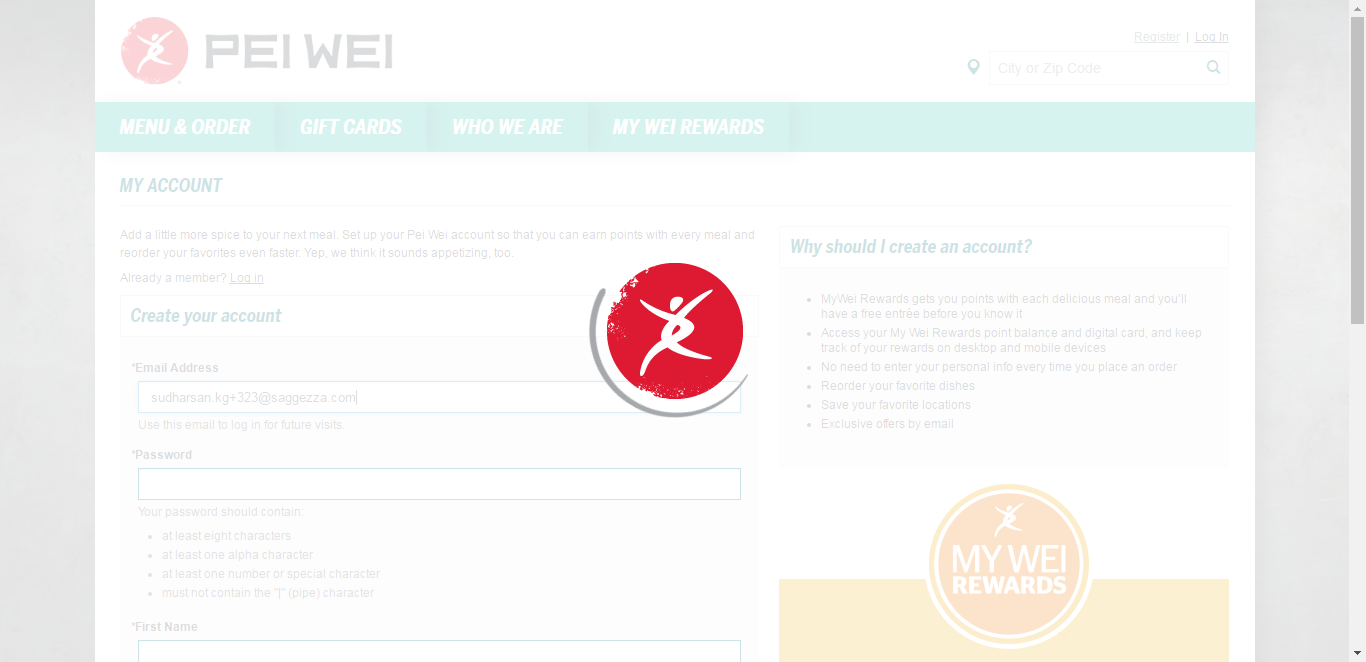 PEI WEI
Register | Log In
City or Zip Code
MENU & ORDER
GIFT CARDS
WHO WE ARE
MY WEI REWARDS
MY ACCOUNT
Add a little more spice to your next meal. Set up your Pei Wei account so that you can earn points with every meal and
reorder your favorites even faster. Yep, we think it sounds appetizing, too.
Already a member? Log in
Create your account
*Email Address
sudharsan.kg+323@saggezza.com
Use this email to log in for future visits.
*Password
Your password should contain:
at least eight characters
at least one alpha character
at least one number or special character
must not contain the "|" (pipe) character
*First Name
Why should I create an account?
MyWei Rewards gets you points with each delicious meal and you'll
have a free entrée before you know it
Access your My Wei Rewards point balance and digital card, and keep
track of your rewards on desktop and mobile devices
No need to enter your personal info every time you place an order
Reorder your favorite dishes
Save your favorite locations
Exclusive offers by email
MY WEI
REWARDS